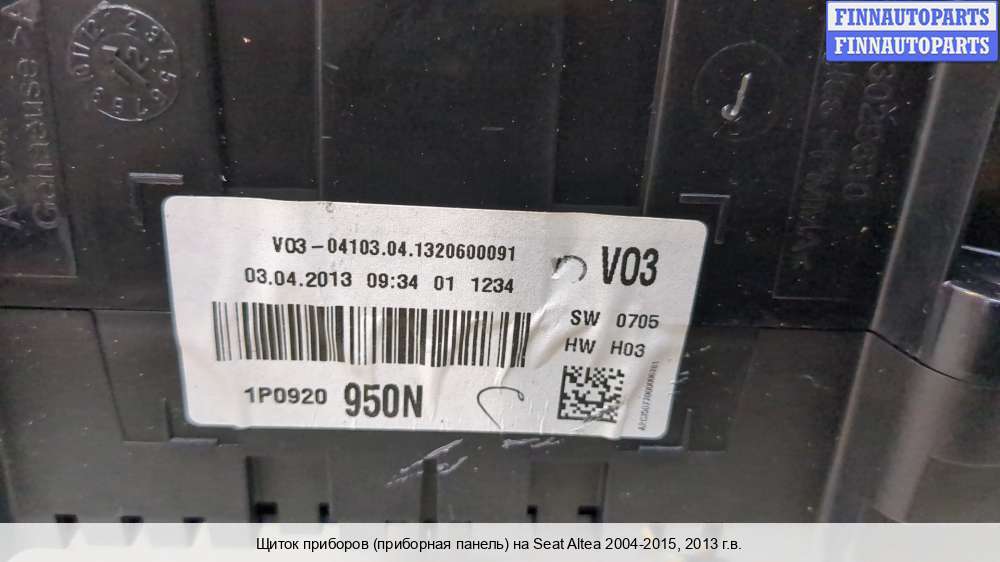 FINNAUTOPARTS
FINNAUTOPARTS
V03-04103.04.1320600091
03.04.2013 09:34 01 1234
V03
SW 0705
HW H03
1P0920 950N
Щиток приборов (приборная панель) на Seat Altea 2004-2015, 2013 г.в.